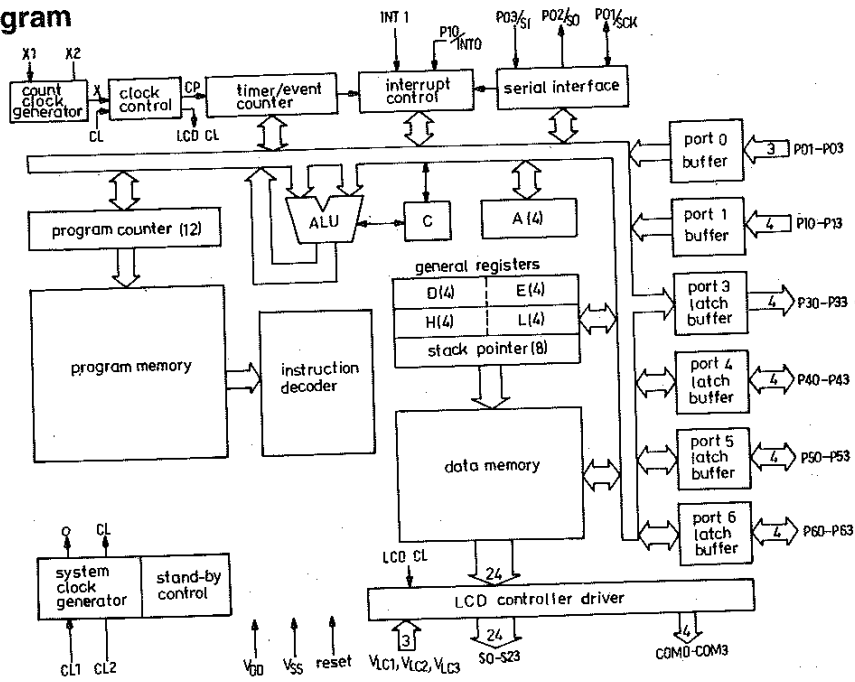 gram
X1 X2
INT 1
P10/INT0
P03/SI
P02/SO
P01/SCK
count
clock
generator
X
CL
clock
control
CP
LCD CL
timer/event
counter
interrupt
control
serial interface
port 0
buffer
3
P01-P03
program counter (12)
ALU
C
A (4)
port 1
buffer
4
P10-P13
general registers
D(4) E(4)
H(4) L(4)
stack pointer (8)
port 3
latch
buffer
4
P30-P33
program memory
instruction
decoder
port 4
latch
buffer
4
P40-P43
data memory
port 5
latch
buffer
4
P50-P53
port 6
latch
buffer
4
P60-P63
CL
system
clock
generator
stand-by
control
CL1 CL2
VDD VSS reset
LCD CL
24
LCD controller driver
3
VLC1, VLC2, VLC3
24
S0-S23
4
COM0-COM3